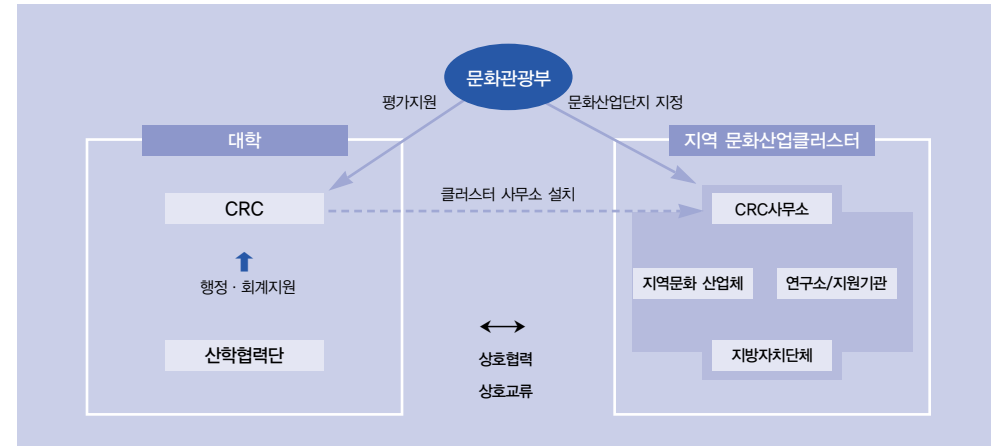 문화관광부
평가지원
문화산업단지 지정
대학
지역 문화산업클러스터
CRC
클러스터 사무소 설치
CRC사무소
행정 · 회계지원
지역문화 산업체
연구소/지원기관
산학협력단
상호협력
상호교류
지방자치단체